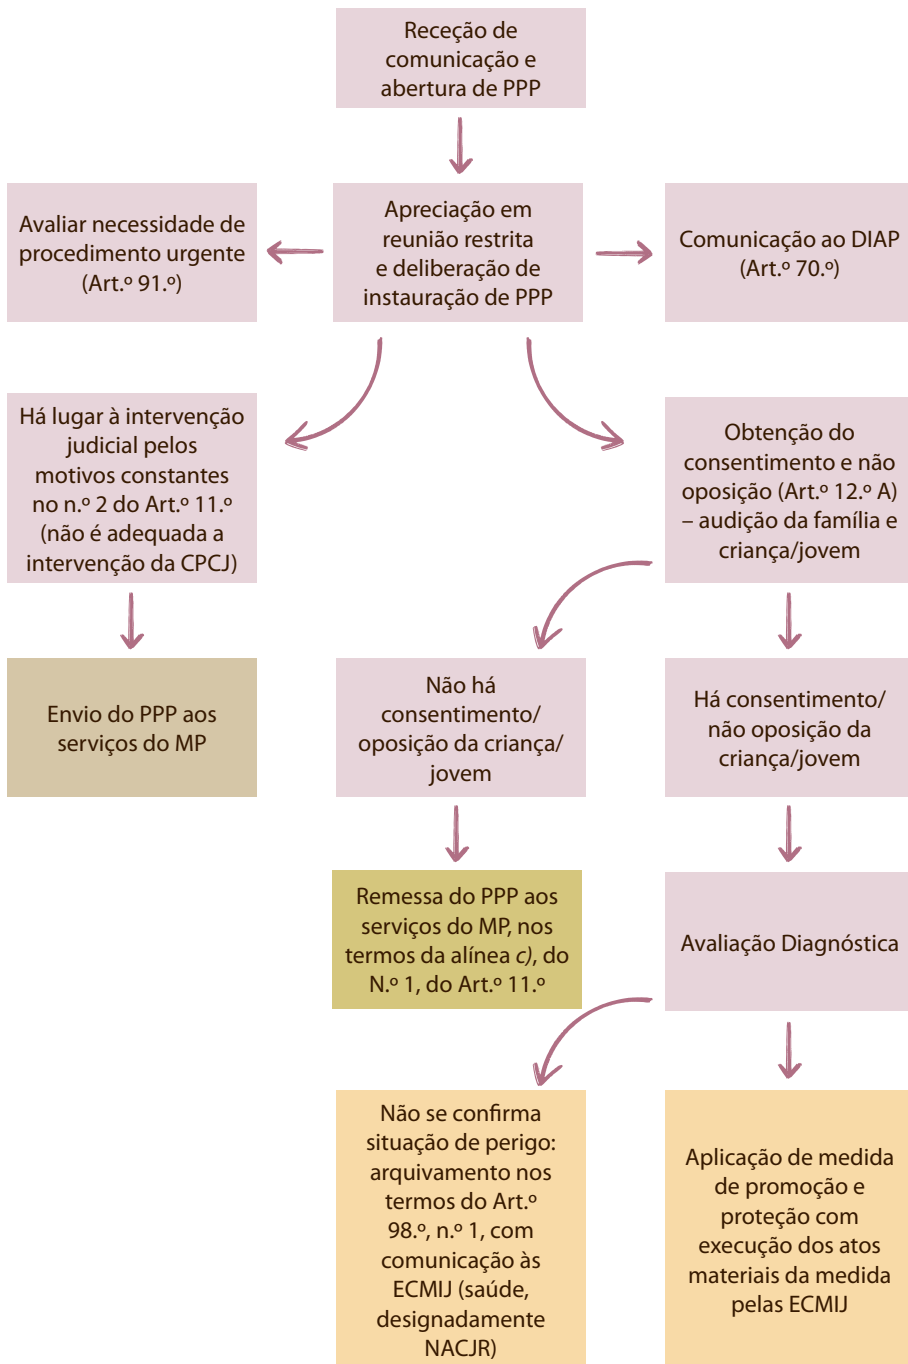 Receção de
comunicação e
abertura de PPP
Avaliar necessidade de
procedimento urgente
(Art.º 91.º)
Apreciação em
reunião restrita
e deliberação de
instauração de PPP
Comunicação ao DIAP
(Art.º 70.º)
Há lugar à intervenção
judicial pelos
motivos constantes
no n.º 2 do Art.º 11.º
(não é adequada a
intervenção da CPCJ)
Obtenção do
consentimento e não
oposição (Art.º 12.º A)
– audição da família e
criança/jovem
Envio do PPP aos
serviços do MP
Não há
consentimento/
oposição da criança/
jovem
Há consentimento/
não oposição da
criança/jovem
Remessa do PPP aos
serviços do MP, nos
termos da alínea c), do
N.º 1, do Art.º 11.º
Avaliação Diagnóstica
Não se confirma
situação de perigo:
arquivamento nos
termos do Art.º
98.º, n.º 1, com
comunicação às
ECMIJ (saúde,
designadamente
NACJR)
Aplicação de medida
de promoção e
proteção com
execução dos atos
materiais da medida
pelas ECMIJ